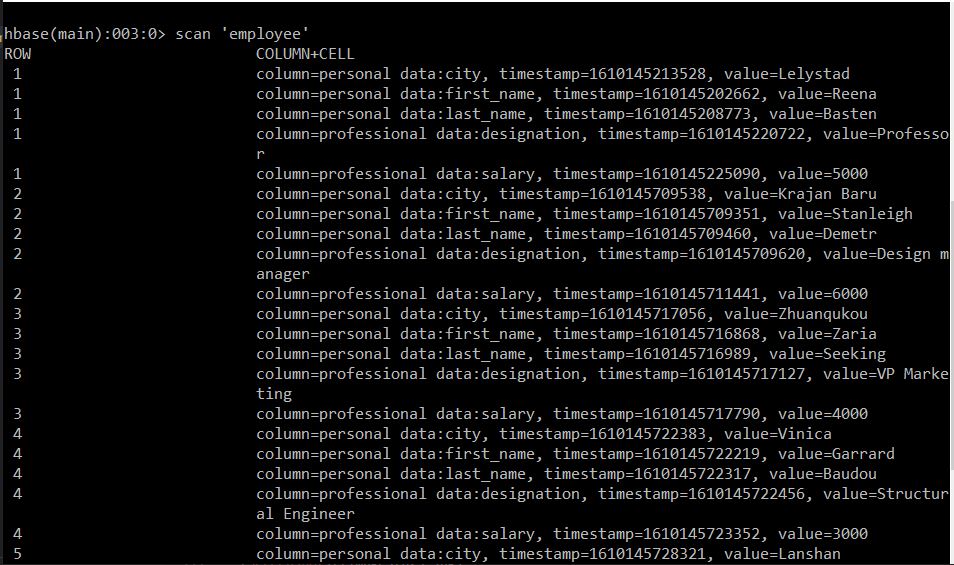 hbase(main):003:0> scan 'employee'
ROW COLUMN+CELL
1 column=personal data:city, timestamp=1610145213528, value=Lelystad
1 column=personal data:first_name, timestamp=1610145202662, value=Reena
1 column=personal data:last_name, timestamp=1610145208773, value=Basten
1 column=professional data:designation, timestamp=1610145220722, value=Professo
r
1 column=professional data:salary, timestamp=1610145225090, value=5000
2 column=personal data:city, timestamp=1610145709538, value=Krajan Baru
2 column=personal data:first_name, timestamp=1610145709351, value=Stanleigh
2 column=personal data:last_name, timestamp=1610145709460, value=Demetr
2 column=professional data:designation, timestamp=1610145709620, value=Design m
anager
2 column=professional data:salary, timestamp=1610145711441, value=6000
3 column=personal data:city, timestamp=1610145717056, value=Zhuanqukou
3 column=personal data:first_name, timestamp=1610145716868, value=Zaria
3 column=personal data:last_name, timestamp=1610145716989, value=Seeking
3 column=professional data:designation, timestamp=1610145717127, value=VP Marke
ting
3 column=professional data:salary, timestamp=1610145717790, value=4000
4 column=personal data:city, timestamp=1610145722383, value=Vinica
4 column=personal data:first_name, timestamp=1610145722219, value=Garrard
4 column=personal data:last_name, timestamp=1610145722317, value=Baudou
4 column=professional data:designation, timestamp=1610145722456, value=Structur
al Engineer
4 column=professional data:salary, timestamp=1610145723352, value=3000
5 column=personal data:city, timestamp=1610145728321, value=Lanshan